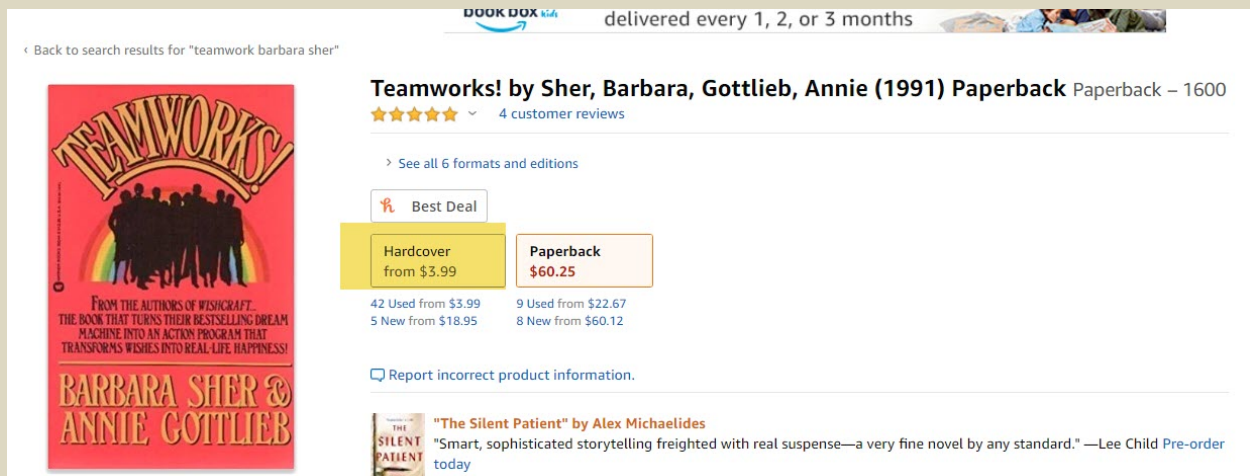 book box kids
delivered every 1, 2, or 3 months
‹ Back to search results for "teamwork barbara sher"
TEAMWORKS!
FROM THE AUTHORS OF WISHCRAFT...
THE BOOK THAT TURNS THEIR BESTSELLING DREAM
MACHINE INTO AN ACTION PROGRAM THAT
TRANSFORMS WISHES INTO REAL-LIFE HAPPINESS!
BARBARA SHER &
ANNIE GOTTLIEB
Teamworks! by Sher, Barbara, Gottlieb, Annie (1991) Paperback Paperback – 1600
4 customer reviews
› See all 6 formats and editions
Best Deal
Hardcover
from $3.99
Paperback
$60.25
42 Used from $3.99
5 New from $18.95
9 Used from $22.67
8 New from $60.12
Report incorrect product information.
THE
SILENT
PATIENT
"The Silent Patient" by Alex Michaelides
"Smart, sophisticated storytelling freighted with real suspense—a very fine novel by any standard." —Lee Child Pre-order
today